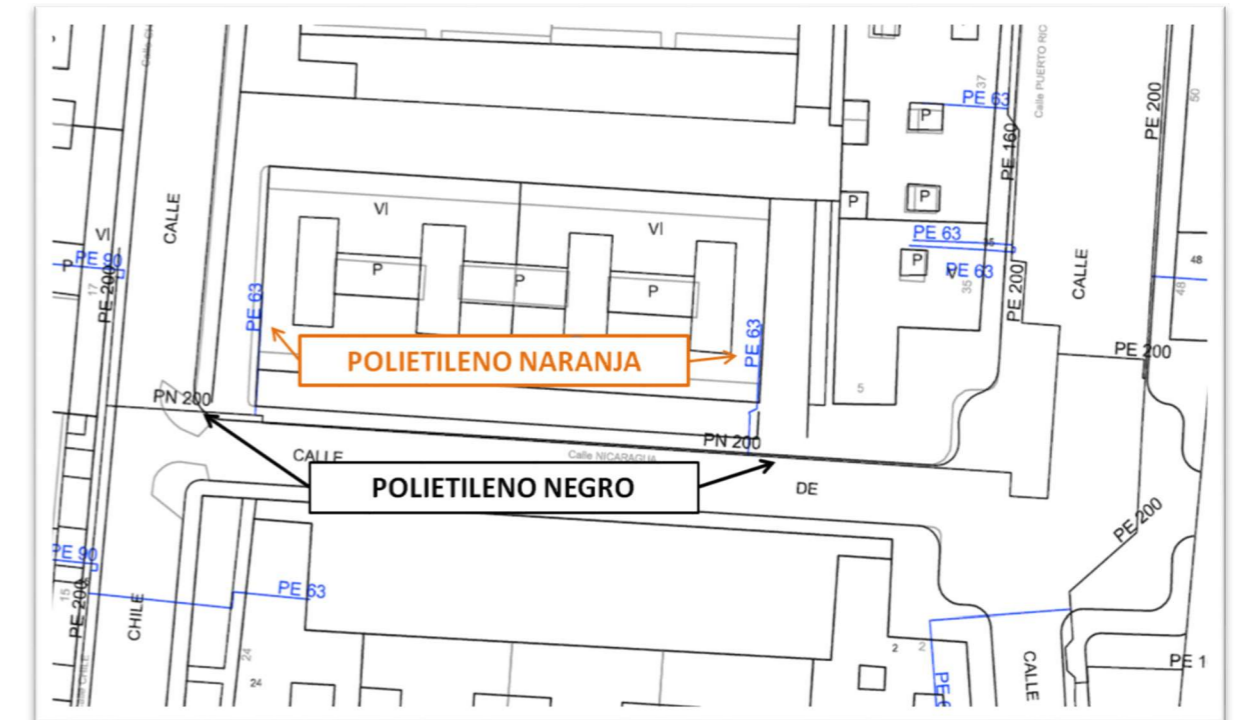 CALLE
Calle PUERTO RIC
37
PE 63
P
PE 160
PE 200
50
P
P
VI
VI
VI
CALLE
PE 90
P
17
PE 200
P
P
P
PE 63
PE 63
PE 63
P
PE 63
35
PE 200
CALLE
48
48
PE 63
POLIETILENO NARANJA
PE 200
5
PN 200
PN 200
CALLE
Calle NICARAGUA
POLIETILENO NEGRO
DE
PE 200
PE 90
15
PE 200
PE 63
CHILE
CHILE
24
24
2
2
CALLE
PE 1